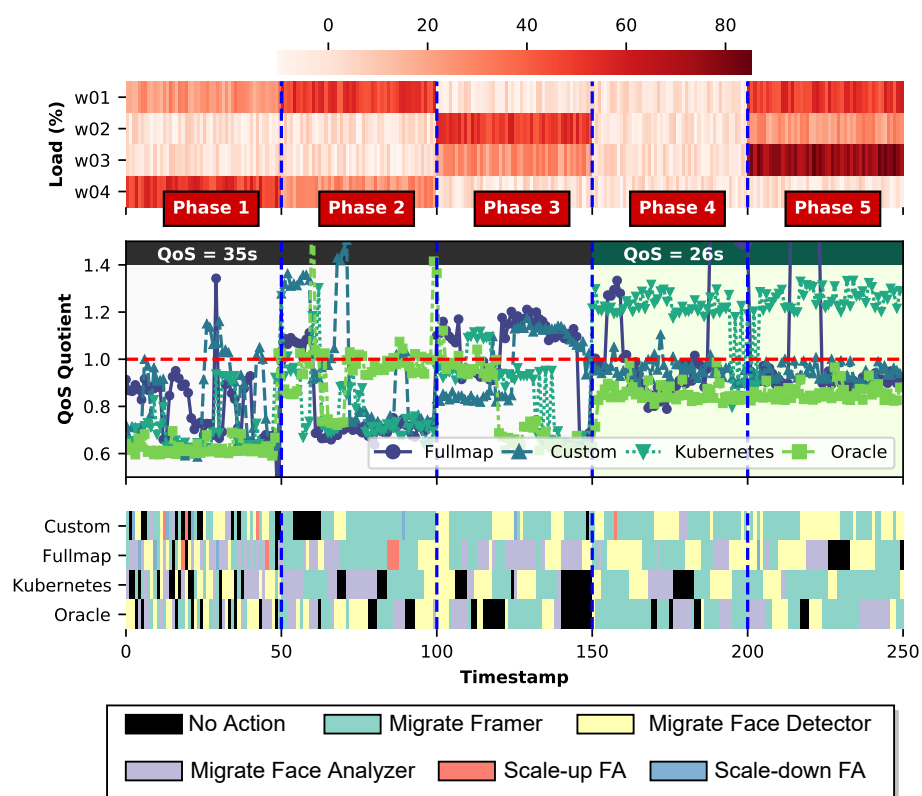 0 20 40 60 80
Load (%)
w01
w02
w03
w04
Phase 1 Phase 2 Phase 3 Phase 4 Phase 5
QoS = 35s QoS = 26s
QoS Quotient
1.4
1.2
1.0
0.8
0.6
Fullmap Custom Kubernetes Oracle
Custom
Fullmap
Kubernetes
Oracle
0 50 100 150 200 250
Timestamp
No Action Migrate Framer Migrate Face Detector
Migrate Face Analyzer Scale-up FA Scale-down FA